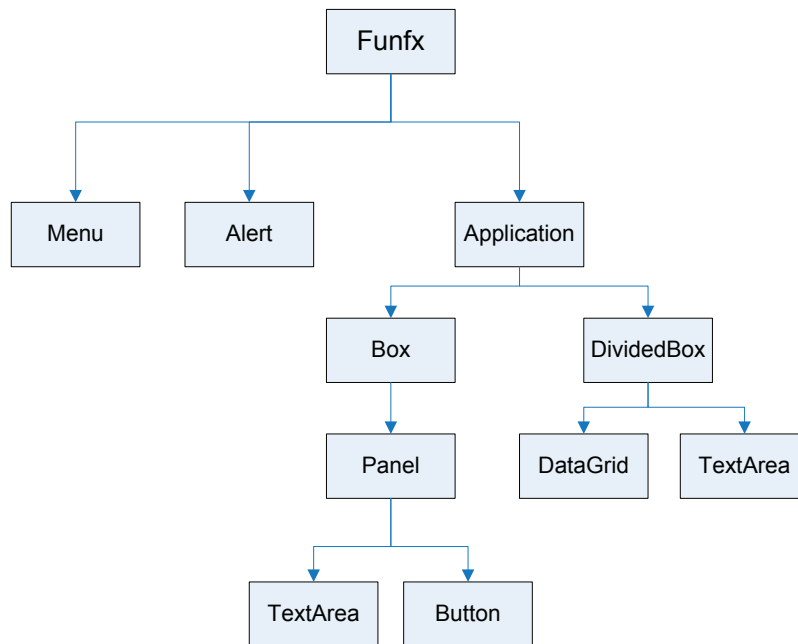 Funfx
Menu
Alert
Application
Box
DividedBox
Panel
DataGrid
TextArea
TextArea
Button